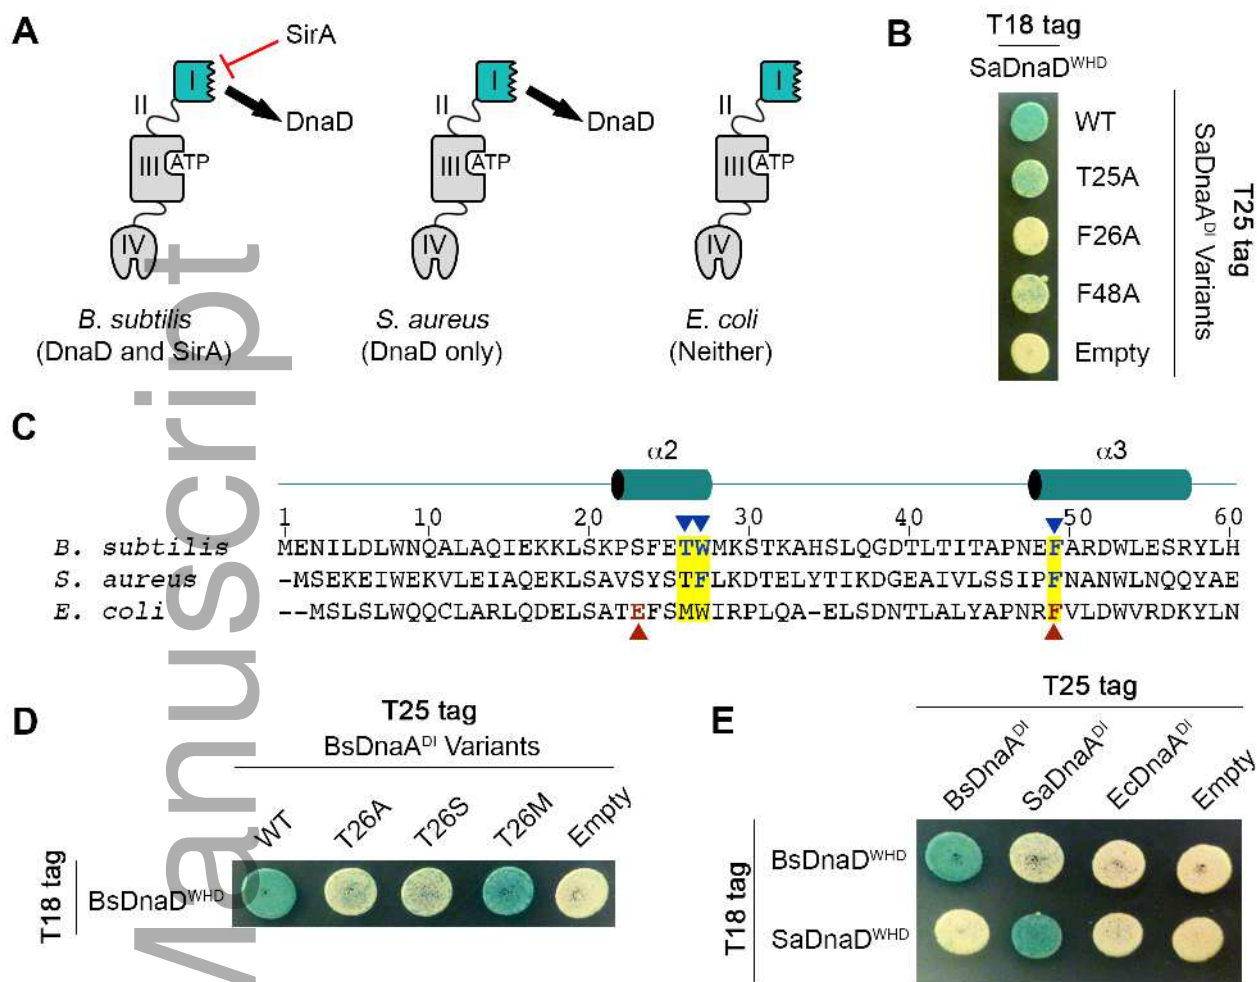 A
SirA
I
II
DnaD
III
ATP
IV
B. subtilis
(DnaD and SirA)
I
II
DnaD
III
ATP
IV
S. aureus
(DnaD only)
I
II
III
ATP
IV
E. coli
(Neither)
B
T18 tag
SaDnaD^WHD
WT
T25A
F26A
F48A
Empty
SaDnaA^DI Variants
T25 tag
C
α2
α3
1 10 20 30 40 50 60
B. subtilis MENILDLWNQALAQIEKKLSKPSFETWMKSTKAHSLQGDTLTITAPNEFARDWLESRYLH
S. aureus -MSEKEIWEKVLEIAQEKLSAVSYSTFLKDTELYTIKDGEAIVLSSIPFNANWLNQQYAE
E. coli --MSLSLWQQCLARLQDELSATEFSMWIRPLQA-ELSDNTLALYAPNRFVLDWVRDKYLN
D
T25 tag
BsDnaA^DI Variants
WT T26A T26S T26M Empty
T18 tag
BsDnaD^WHD
E
T25 tag
BsDnaA^DI SaDnaA^DI EcDnaA^DI Empty
T18 tag
BsDnaD^WHD
SaDnaD^WHD
Manuscript